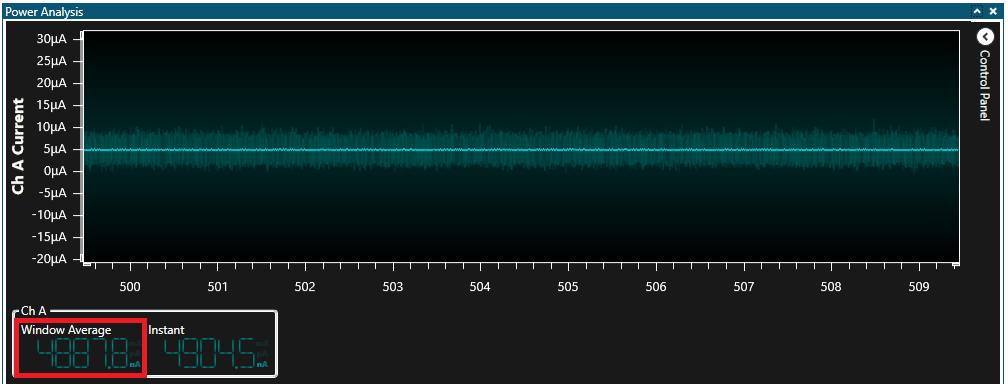 Power Analysis
30µA
25µA
20µA
15µA
10µA
5µA
0µA
-5µA
-10µA
-15µA
-20µA
Ch A Current
500 501 502 503 504 505 506 507 508 509
Control Panel
Ch A
Window Average Instant
4887.8 nA 4904.5 nA